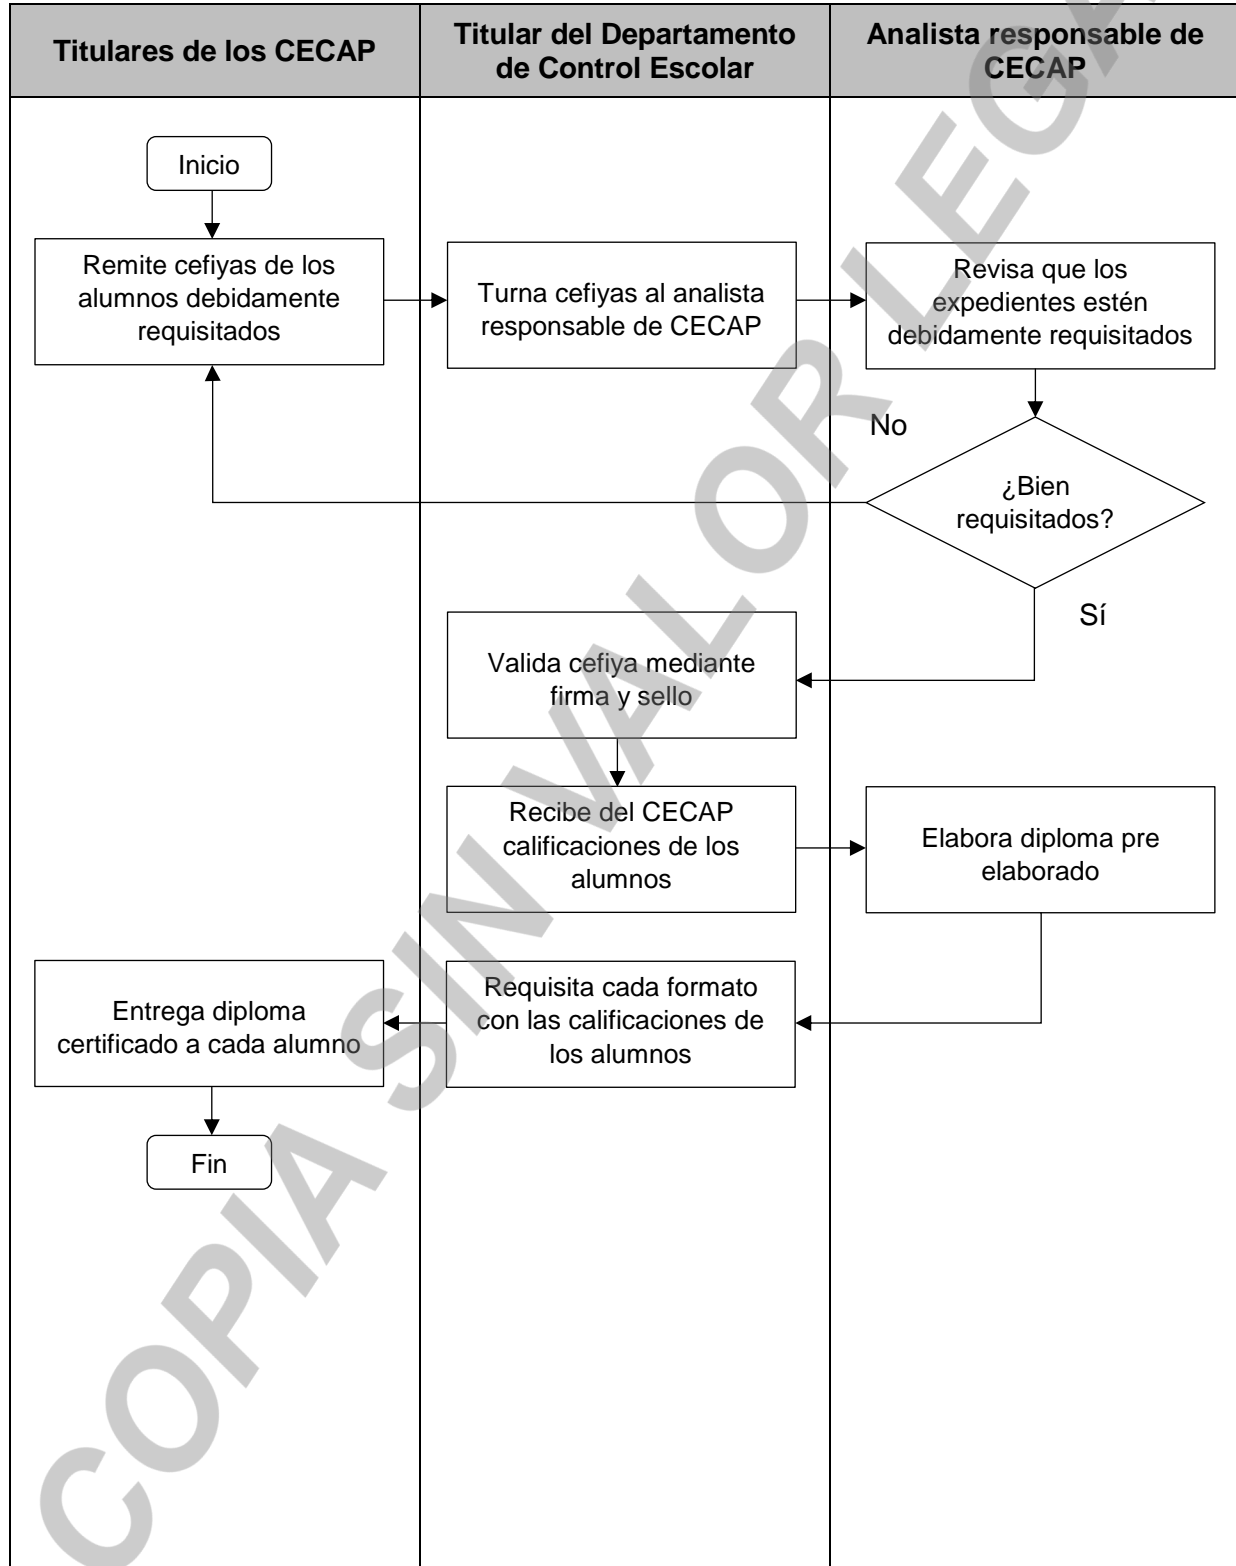 Titulares de los CECAP
Titular del Departamento
de Control Escolar
Analista responsable de
CECAP
Inicio
Remite cefiyas de los
alumnos debidamente
requisitados
Turna cefiyas al analista
responsable de CECAP
Revisa que los
expedientes estén
debidamente requisitados
No
¿Bien
requisitados?
Sí
Valida cefiya mediante
firma y sello
Recibe del CECAP
calificaciones de los
alumnos
Elabora diploma pre
elaborado
Requisita cada formato
con las calificaciones de
los alumnos
Entrega diploma
certificado a cada alumno
Fin
COPIA SIN VALOR LEGA